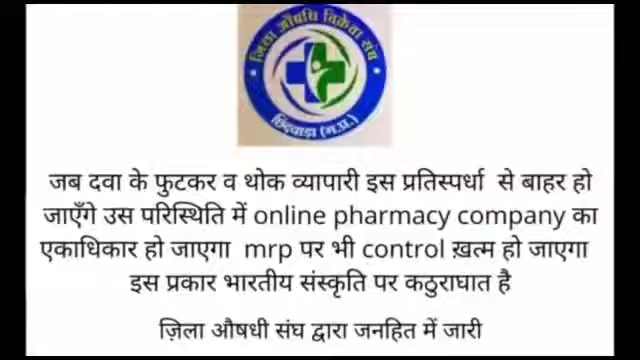 जिला औषधि विक्रेता संघ
छिंदवाड़ा (म.प्र.)
जब दवा के फुटकर व थोक व्यापारी इस प्रतिस्पर्धा से बाहर हो
जाएँगे उस परिस्थिति में online pharmacy company का
एकाधिकार हो जाएगा mrp पर भी control ख़त्म हो जाएगा
इस प्रकार भारतीय संस्कृति पर कठुराघात है
ज़िला औषधी संघ द्वारा जनहित में जारी